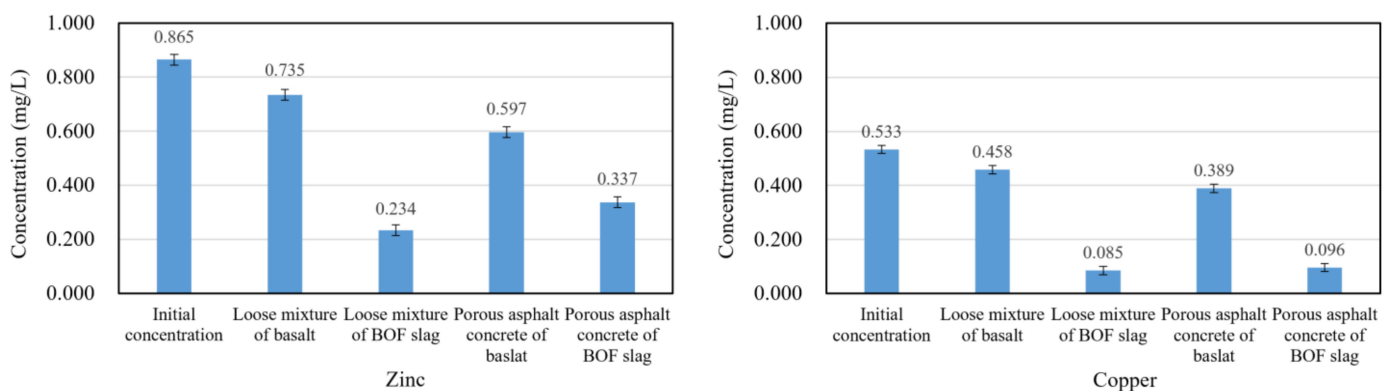 Concentration (mg/L)
1.000
0.800
0.600
0.400
0.200
0.000
0.865
0.735
0.234
0.597
0.337
Initial
concentration
Loose mixture
of basalt
Loose mixture
of BOF slag
Porous asphalt
concrete of
baslat
Porous asphalt
concrete of
BOF slag
Zinc
Concentration (mg/L)
1.000
0.800
0.600
0.400
0.200
0.000
0.533
0.458
0.085
0.389
0.096
Initial
concentration
Loose mixture
of basalt
Loose mixture
of BOF slag
Porous asphalt
concrete of
baslat
Porous asphalt
concrete of
BOF slag
Copper